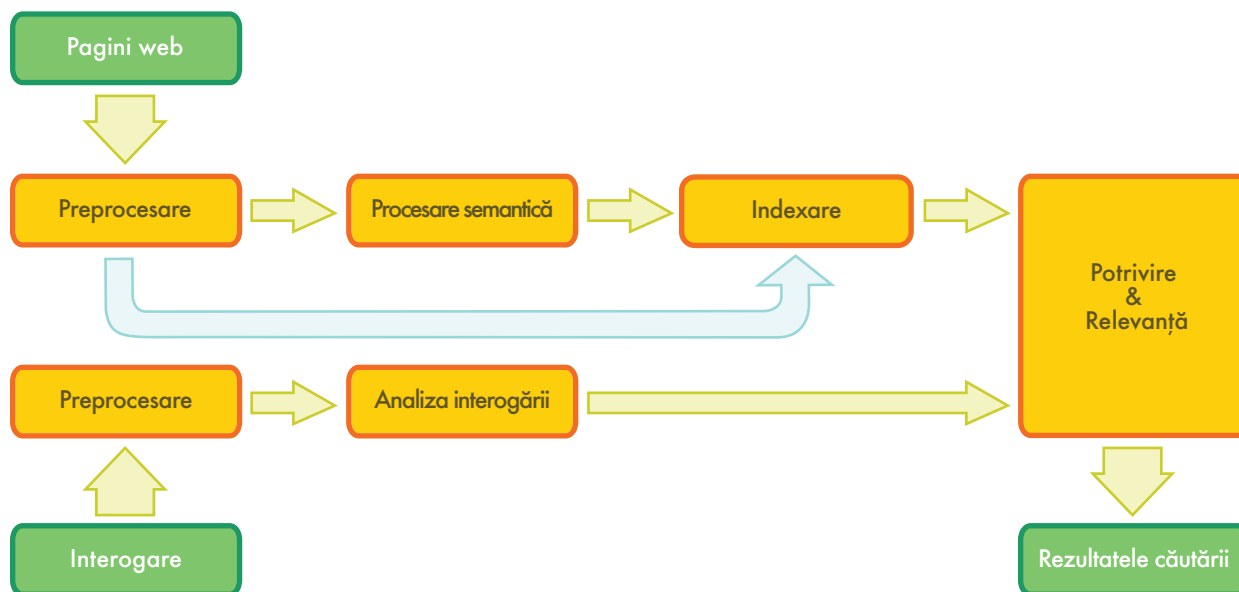 Pagini web
Preprocesare
Procesare semantică
Indexare
Potrivire
&
Relevanță
Preprocesare
Analiza interogării
Interogare
Rezultatele căutării